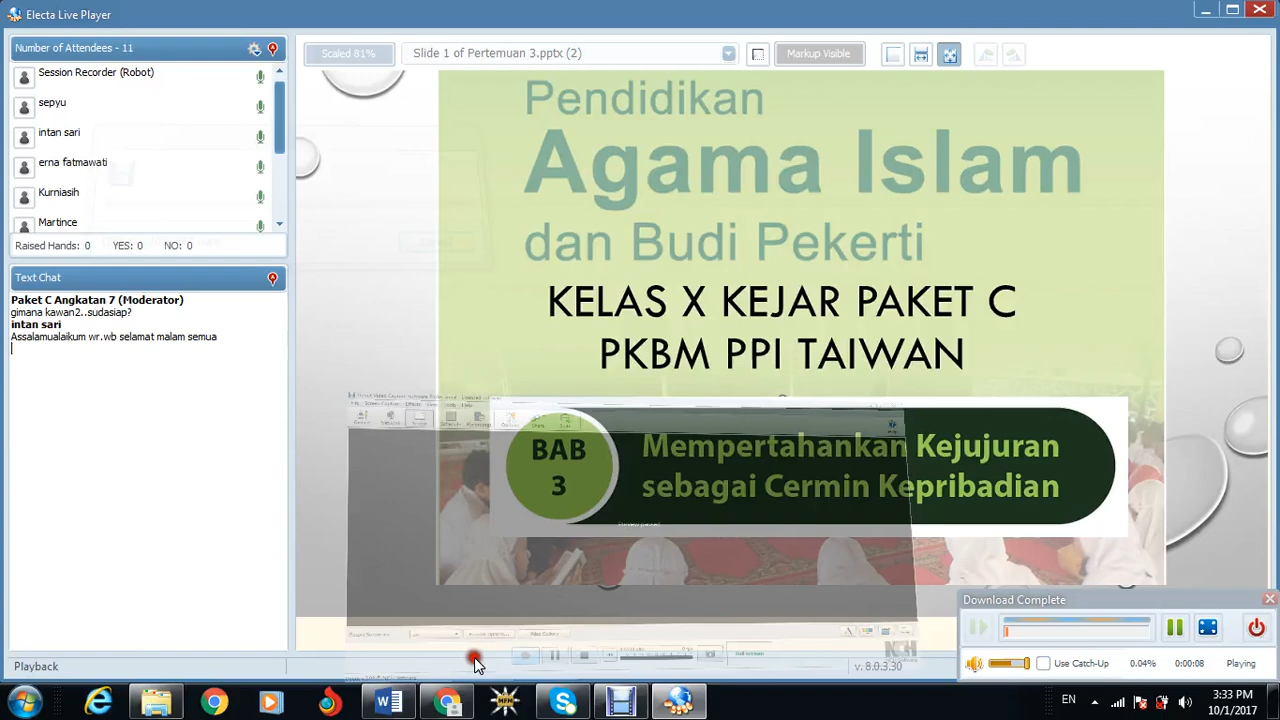 Electa Live Player
Number of Attendees - 11
Session Recorder (Robot)
sepyu
intan sari
erna fatmawati
Kurniasih
Martince
Raised Hands: 0 YES: 0 NO: 0
Text Chat
Paket C Angkatan 7 (Moderator)
gimana kawan2..sudasiap?
intan sari
Assalamualaikum wr.wb selamat malam semua
Playback
Scaled 81%
Slide 1 of Pertemuan 3.pptx (2)
Markup Visible
Pendidikan
Agama Islam
dan Budi Pekerti
KELAS X KEJAR PAKET C
PKBM PPI TAIWAN
BAB
3
Mempertahankan Kejujuran
sebagai Cermin Kepribadian
Preview paused.
NCH
v: 8.0.3.30
Download Complete
Use Catch-Up 0.04% 0:00:08 Playing
EN
3:33 PM
10/1/2017